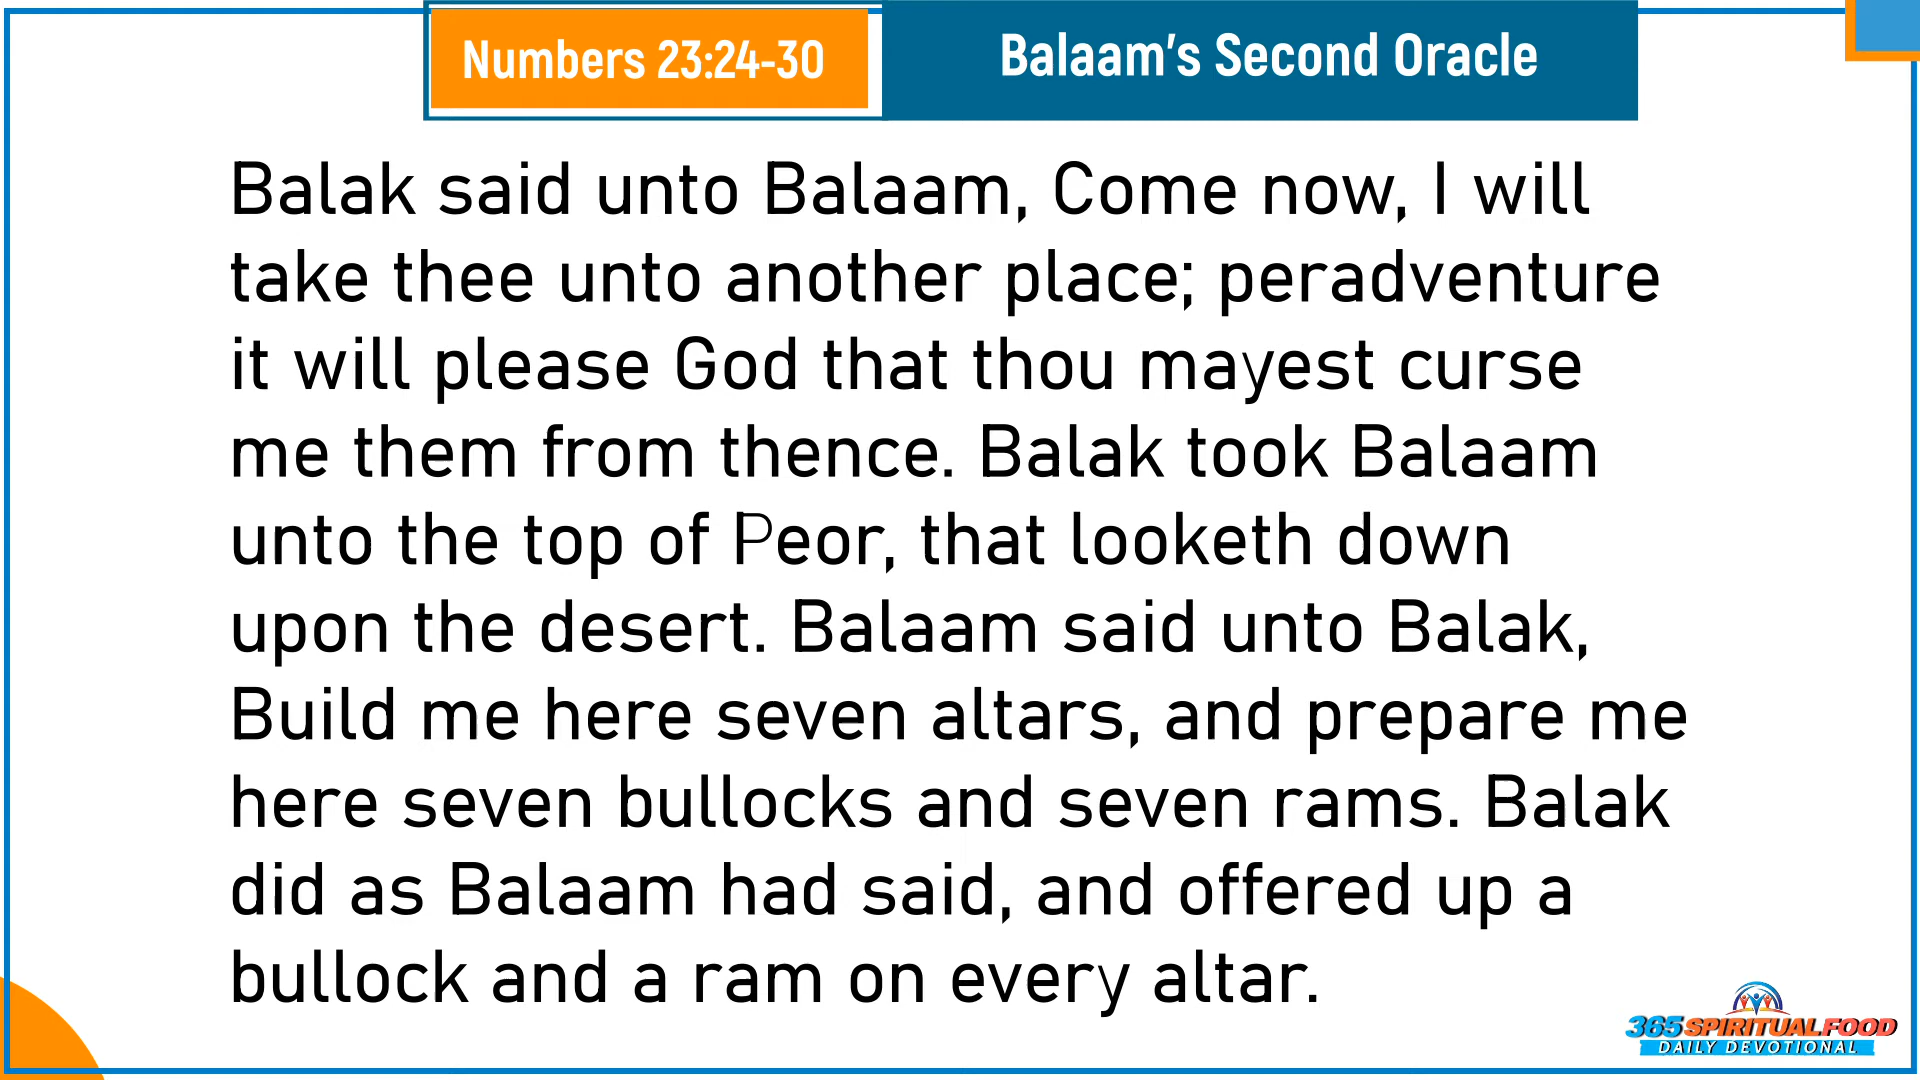 Numbers 23:24-30
Balaam's Second Oracle
Balak said unto Balaam, Come now, I will
take thee unto another place; peradventure
it will please God that thou mayest curse
me them from thence. Balak took Balaam
unto the top of Peor, that looketh down
upon the desert. Balaam said unto Balak,
Build me here seven altars, and prepare me
here seven bullocks and seven rams. Balak
did as Balaam had said, and offered up a
bullock and a ram on every altar.
365 SPIRITUAL FOOD
DAILY DEVOTIONAL